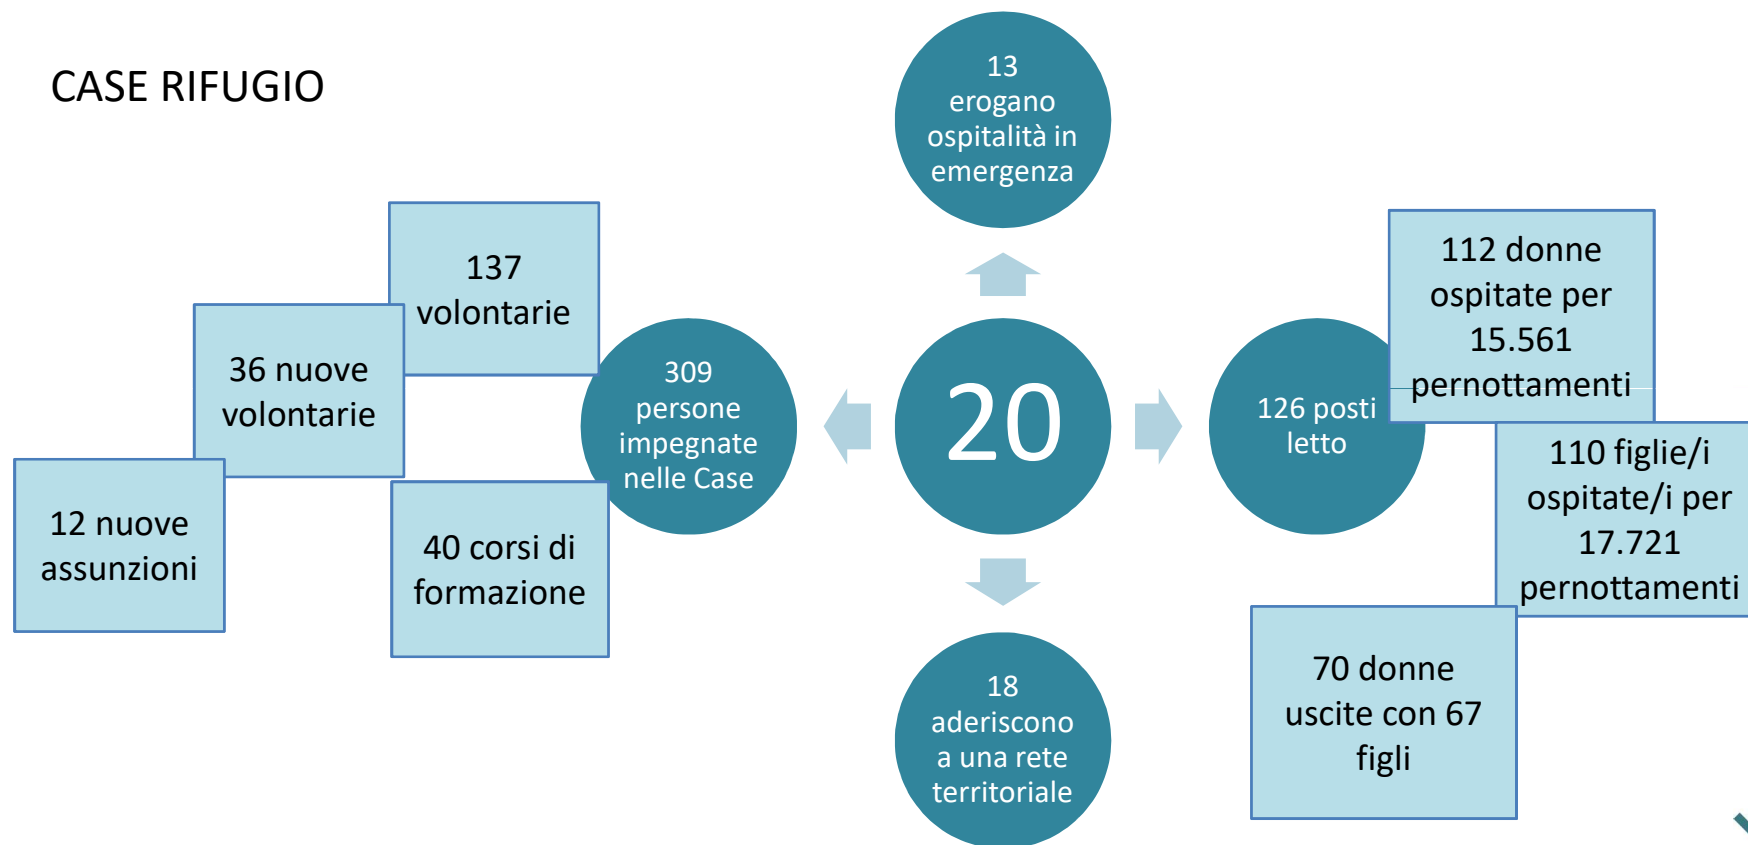 CASE RIFUGIO
13
erogano
ospitalità in
emergenza
137
volontarie
36 nuove
volontarie
12 nuove
assunzioni
40 corsi di
formazione
309
persone
impegnate
nelle Case
20
126 posti
letto
112 donne
ospitate per
15.561
pernottamenti
110 figlie/i
ospitate/i per
17.721
pernottamenti
70 donne
uscite con 67
figli
18
aderiscono
a una rete
territoriale